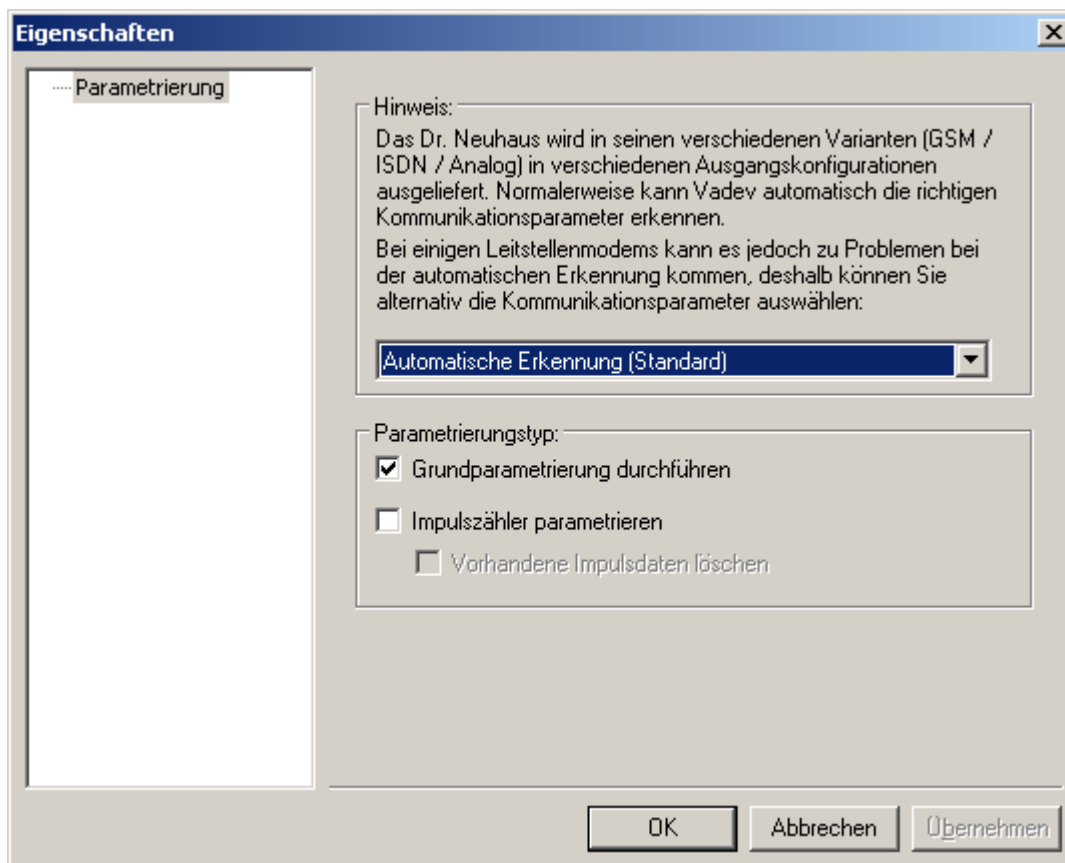 Eigenschaften
Parametrierung
Hinweis:
Das Dr. Neuhaus wird in seinen verschiedenen Varianten (GSM /
ISDN / Analog) in verschiedenen Ausgangskonfigurationen
ausgeliefert. Normalerweise kann Vadev automatisch die richtigen
Kommunikationsparameter erkennen.
Bei einigen Leitstellenmodems kann es jedoch zu Problemen bei
der automatischen Erkennung kommen, deshalb können Sie
alternativ die Kommunikationsparameter auswählen:
Automatische Erkennung (Standard)
Parametrierungstyp:
Grundparametrierung durchführen
Impulszähler parametrieren
Vorhandene Impulsdaten löschen
OK Abbrechen Übernehmen